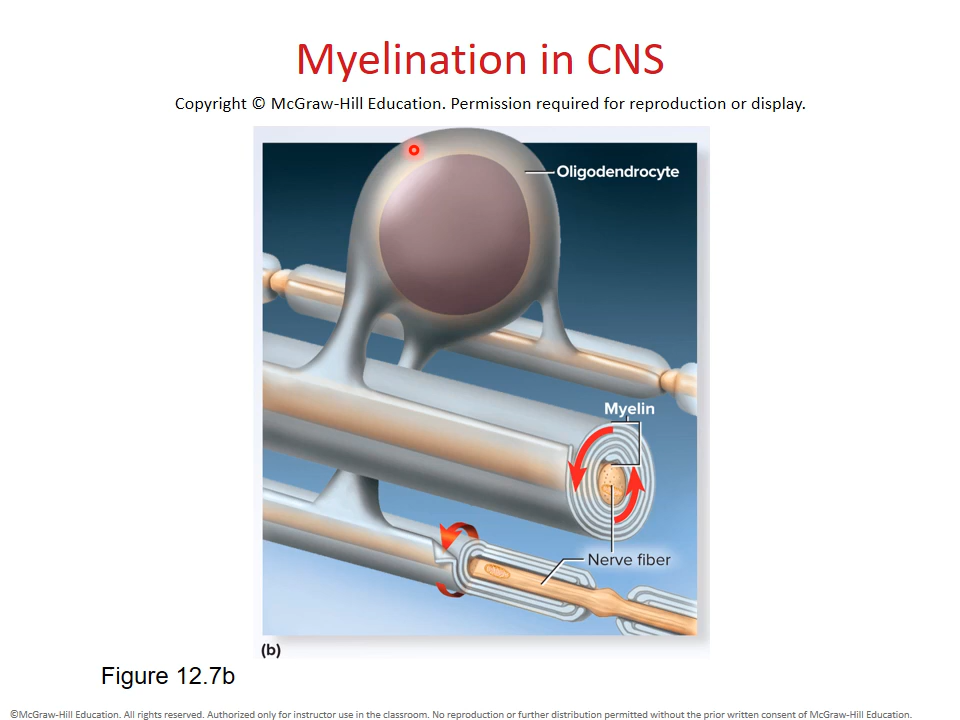 Myelination in CNS
Copyright © McGraw-Hill Education. Permission required for reproduction or display.
Oligodendrocyte
Myelin
Nerve fiber
(b)
Figure 12.7b
©McGraw-Hill Education. All rights reserved. Authorized only for instructor use in the classroom. No reproduction or further distribution permitted without the prior written consent of McGraw-Hill Education.